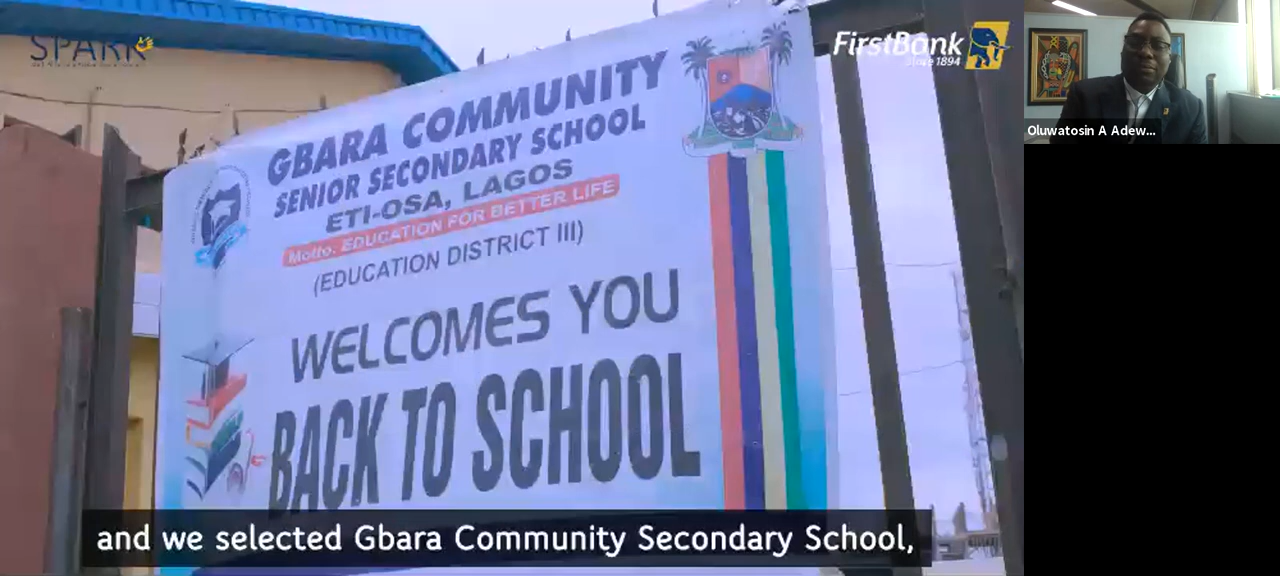 SPARK
FirstBank
Since 1894
GBARA COMMUNITY
SENIOR SECONDARY SCHOOL
ETI-OSA, LAGOS
Motto: EDUCATION FOR BETTER LIFE
(EDUCATION DISTRICT III)
WELCOMES YOU
BACK TO SCHOOL
and we selected Gbara Community Secondary School,
Oluwatosin A Adew...